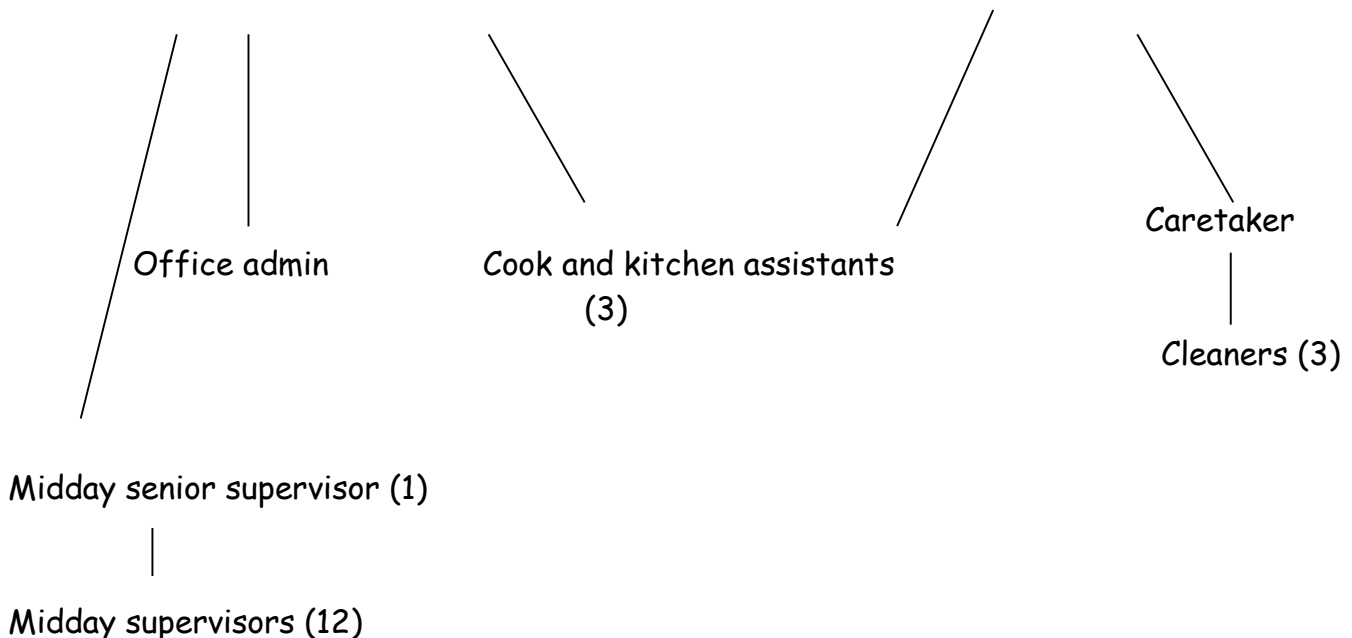 Caretaker
Office admin
Cook and kitchen assistants
(3)
Cleaners (3)
Midday senior supervisor (1)
Midday supervisors (12)